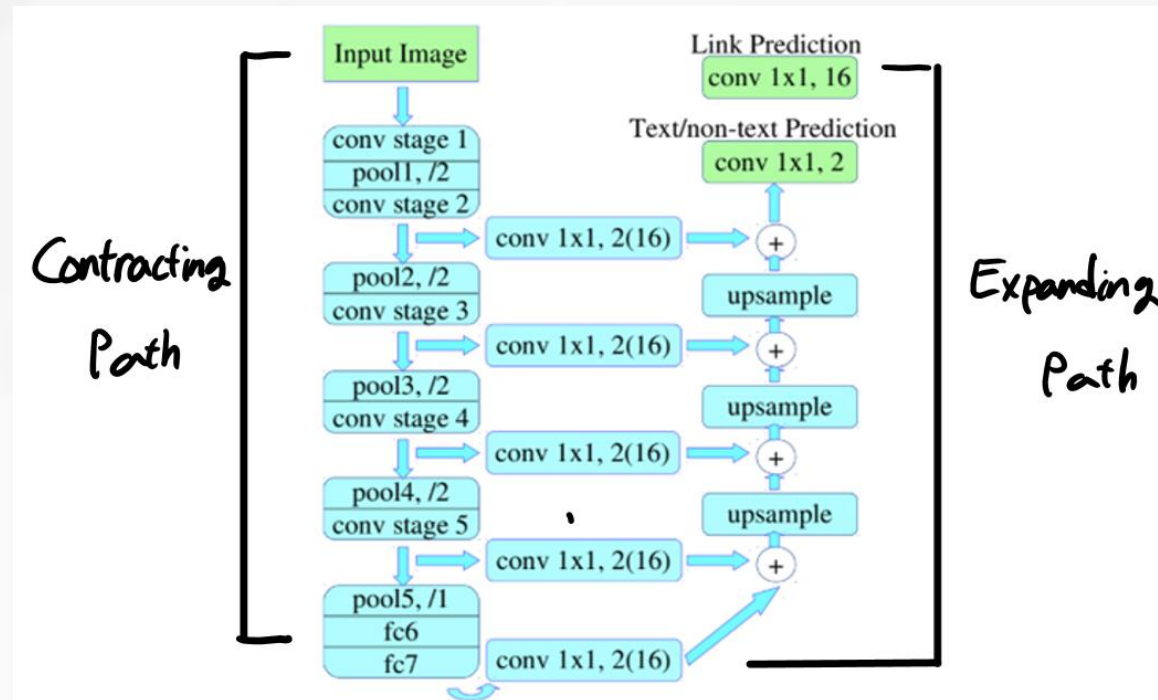 Input Image
conv stage 1
pool1, /2
conv stage 2
pool2, /2
conv stage 3
pool3, /2
conv stage 4
pool4, /2
conv stage 5
pool5, /1
fc6
fc7
Contracting
Path
conv 1x1, 2(16)
conv 1x1, 2(16)
conv 1x1, 2(16)
conv 1x1, 2(16)
conv 1x1, 2(16)
Link Prediction
conv 1x1, 16
Text/non-text Prediction
conv 1x1, 2
+
upsample
+
upsample
+
upsample
+
Expanding
Path